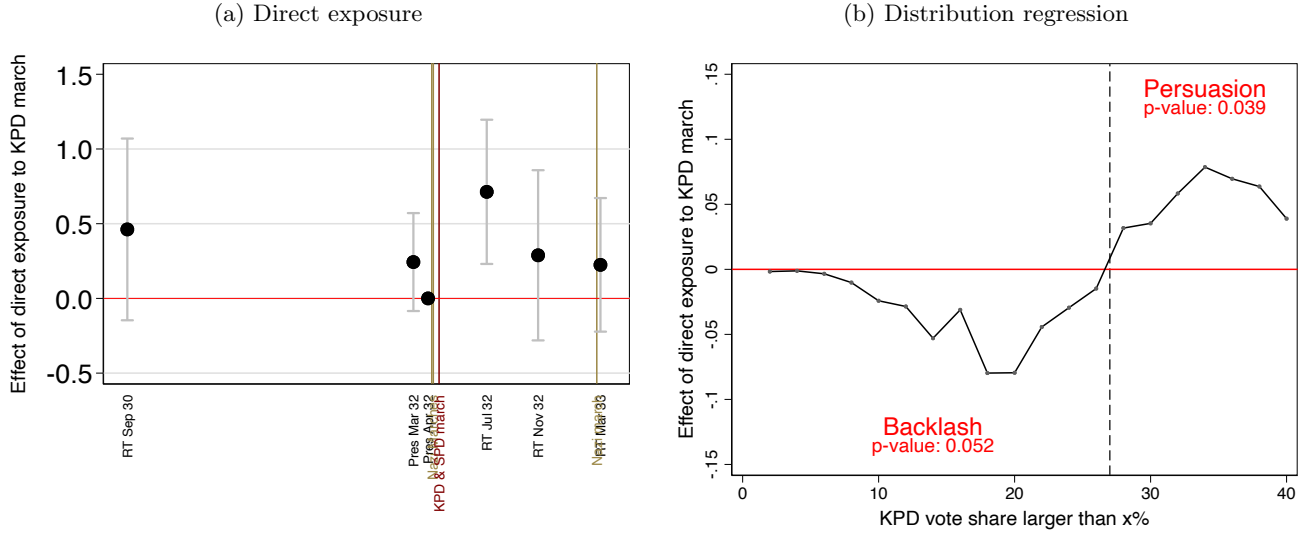 (a) Direct exposure
Effect of direct exposure to KPD march
1.5
1.0
0.5
0.0
-0.5
RT Sep 30
Pres Mar 32
Pres Apr 32
KPD & SPD march
RT Jul 32
RT Nov 32
RT Mar 33
(b) Distribution regression
Effect of direct exposure to KPD march
.15
.1
.05
0
-.05
-.1
-.15
Persuasion
p-value: 0.039
Backlash
p-value: 0.052
0
10
20
30
40
KPD vote share larger than x%